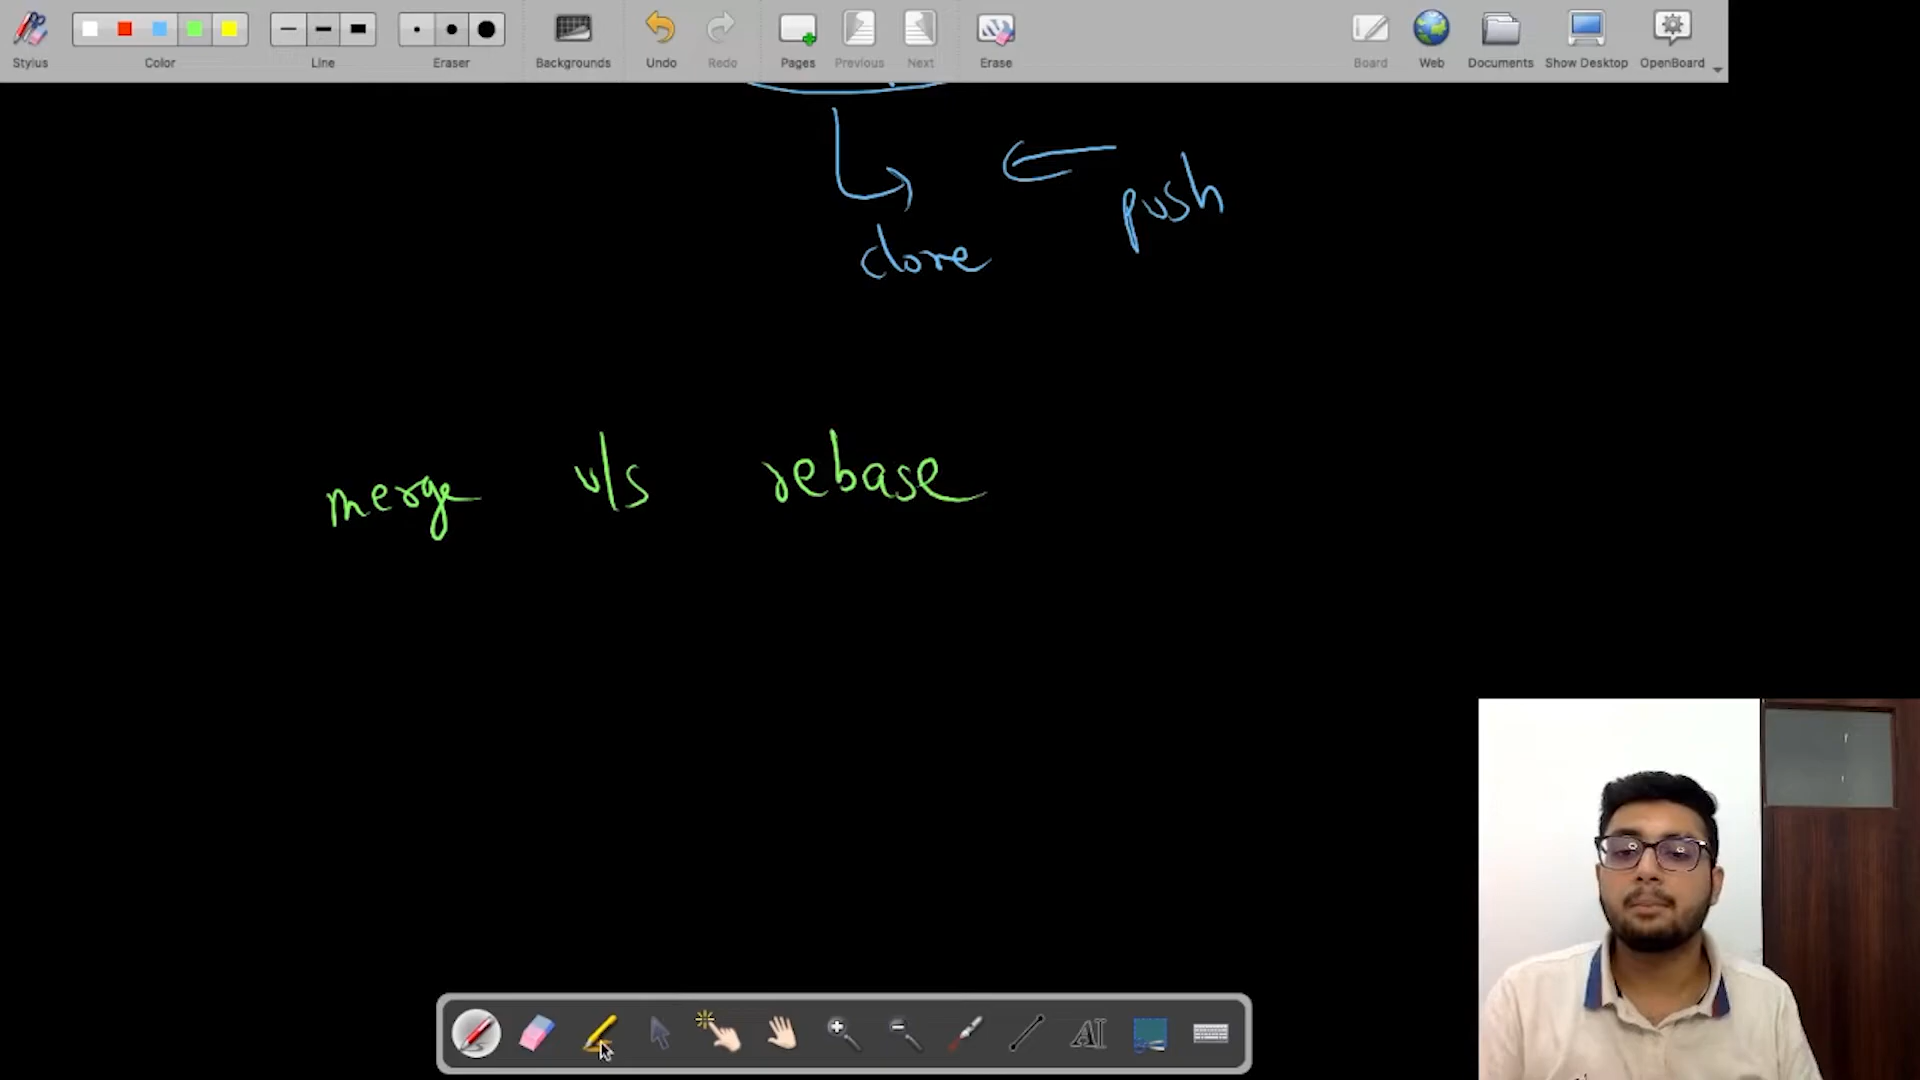 Stylus Color Line Eraser Backgrounds Undo Redo Pages Previous Next Erase Board Web Documents Show Desktop OpenBoard
push
clone
merge v/s rebase